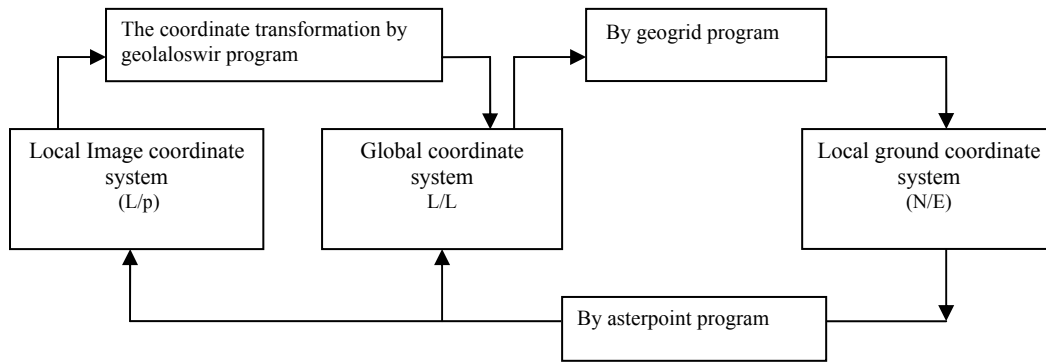 The coordinate transformation by
geolaloswir program
By geogrid program
Local Image coordinate
system
(L/p)
Global coordinate
system
L/L
Local ground coordinate
system
(N/E)
By asterpoint program